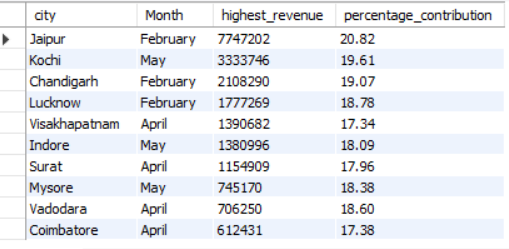 city Month highest_revenue percentage_contribution
Jaipur February 7747202 20.82
Kochi May 3333746 19.61
Chandigarh February 2108290 19.07
Lucknow February 1777269 18.78
Visakhapatnam April 1390682 17.34
Indore May 1380996 18.09
Surat April 1154909 17.96
Mysore May 745170 18.38
Vadodara April 706250 18.60
Coimbatore April 612431 17.38